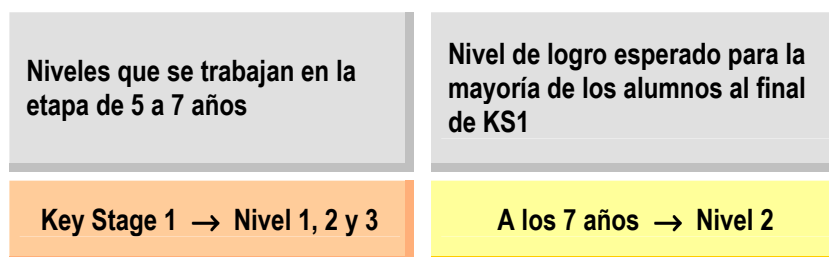 Niveles que se trabajan en la
etapa de 5 a 7 años
Nivel de logro esperado para la
mayoría de los alumnos al final
de KS1
Key Stage 1 → Nivel 1, 2 y 3
A los 7 años → Nivel 2